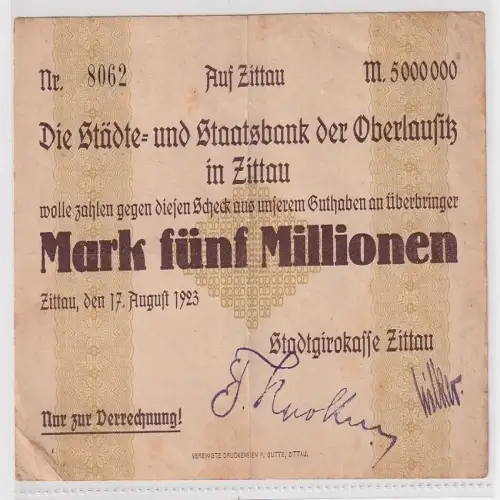 Nr. 8062 Auf Zittau M. 5000000
Die Städte- und Staatsbank der Oberlausitz
in Zittau
wolle zahlen gegen diesen Scheck aus unserem Guthaben an Überbringer
Mark fünf Millionen
Zittau, den 17. August 1923
Stadtgirokasse Zittau
Nur zur Verrechnung!
VEREINIGTE DRUCKEREIEN P. GUTTE, ZITTAU.